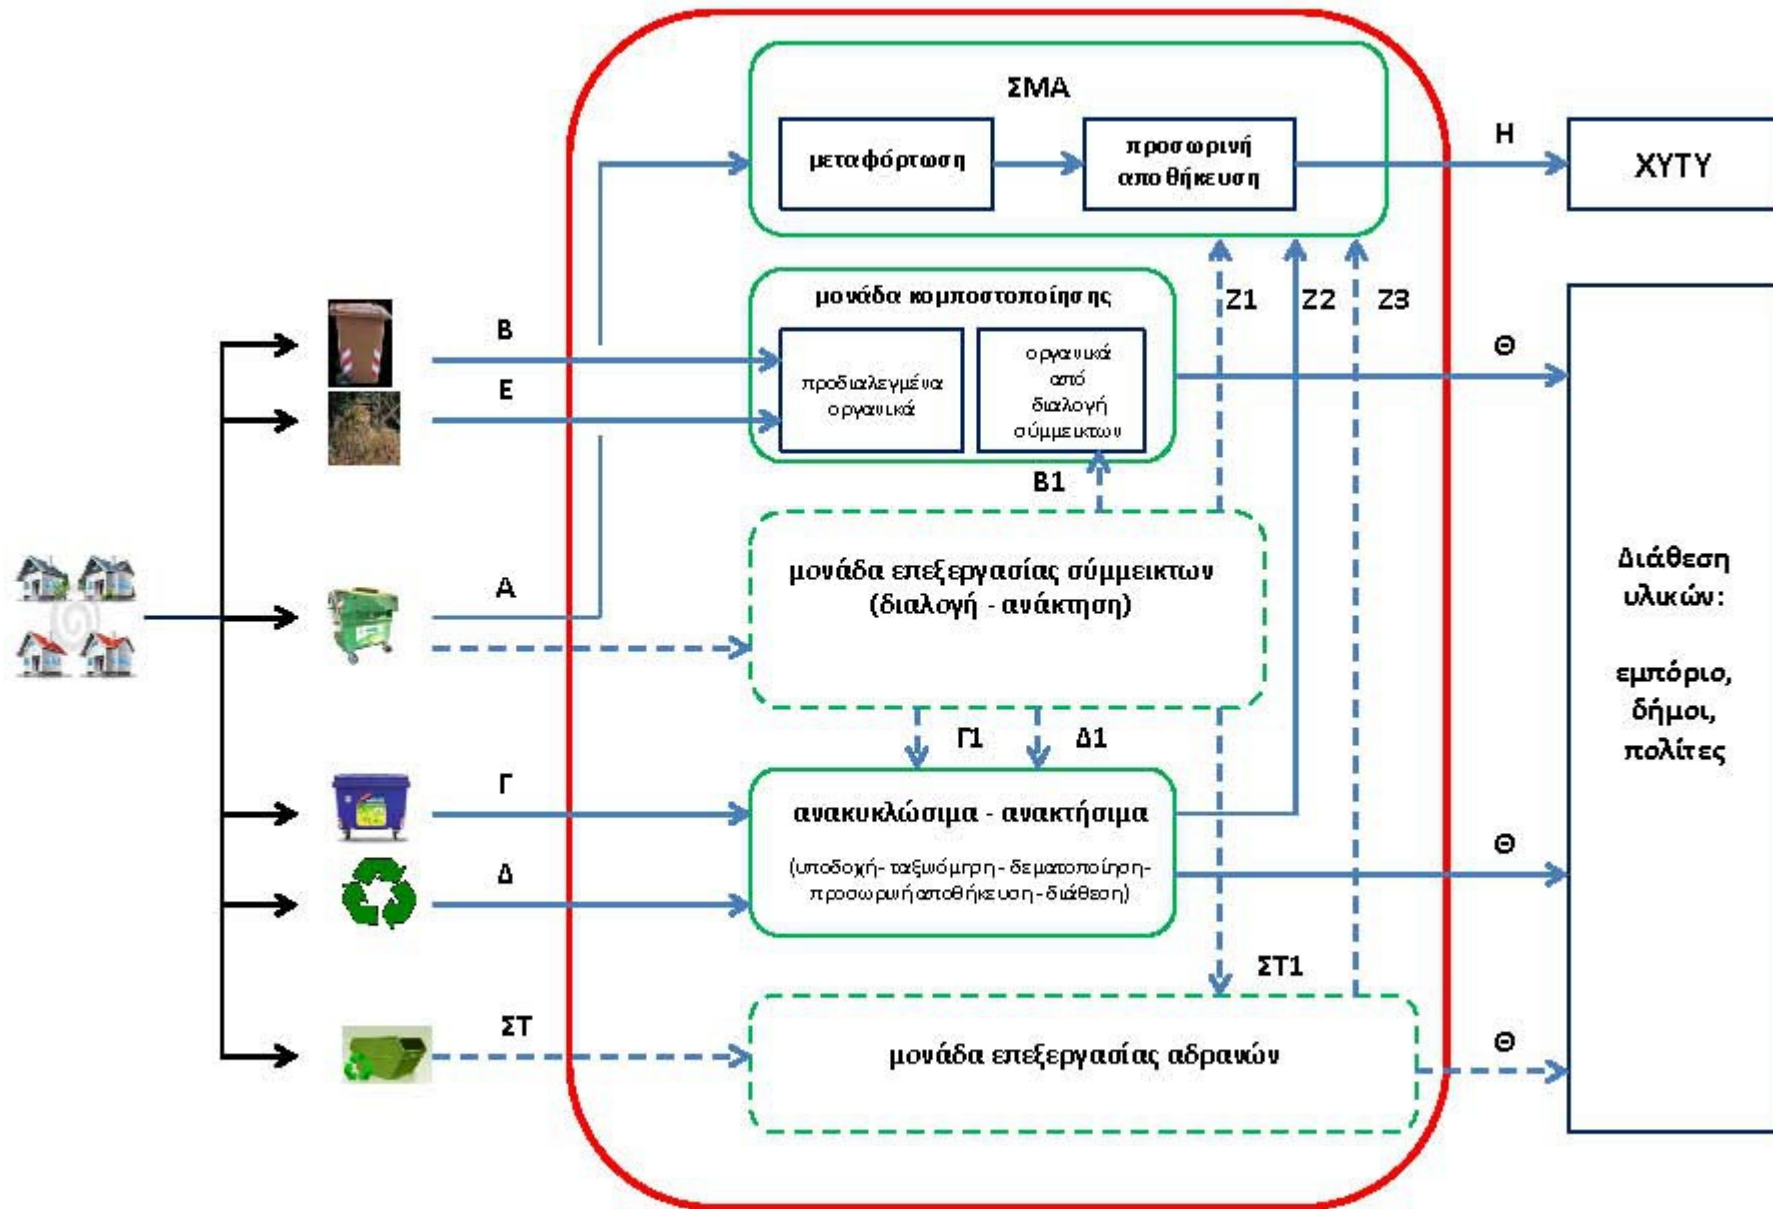 ΣΜΑ
μεταφόρτωση
προσωρινή
αποθήκευση
Η
ΧΥΤΥ
μονάδα κομποστοποίησης
Ζ1
Ζ2
Ζ3
Β
Ε
προδιαλεγμένα
οργανικά
οργανικά
από
διαλογή
σύμμεικτων
Θ
Β1
Α
μονάδα επεξεργασίας σύμμεικτων
(διαλογή - ανάκτηση)
Διάθεση
υλικών:
εμπόριο,
δήμοι,
πολίτες
Γ1
Δ1
Γ
Δ
ανακυκλώσιμα - ανακτήσιμα
(υποδοχή - ταξινόμηση - δεματοποίηση-
προσωρινή αποθήκευση - διάθεση)
Θ
ΣΤ1
ΣΤ
μονάδα επεξεργασίας αδρανών
Θ